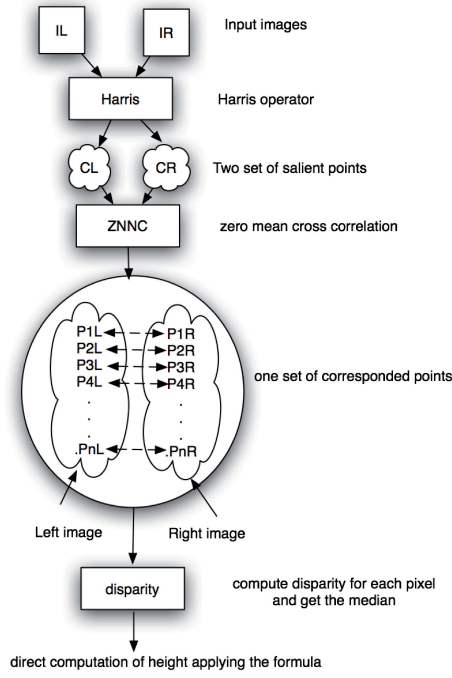 IL
IR
Input images
Harris
Harris operator
CL
CR
Two set of salient points
ZNNC
zero mean cross correlation
P1L P1R
P2L P2R
P3L P3R
P4L P4R
. .
. .
. .
.PnL .PnR
one set of corresponded points
Left image
Right image
disparity
compute disparity for each pixel
and get the median
direct computation of height applying the formula